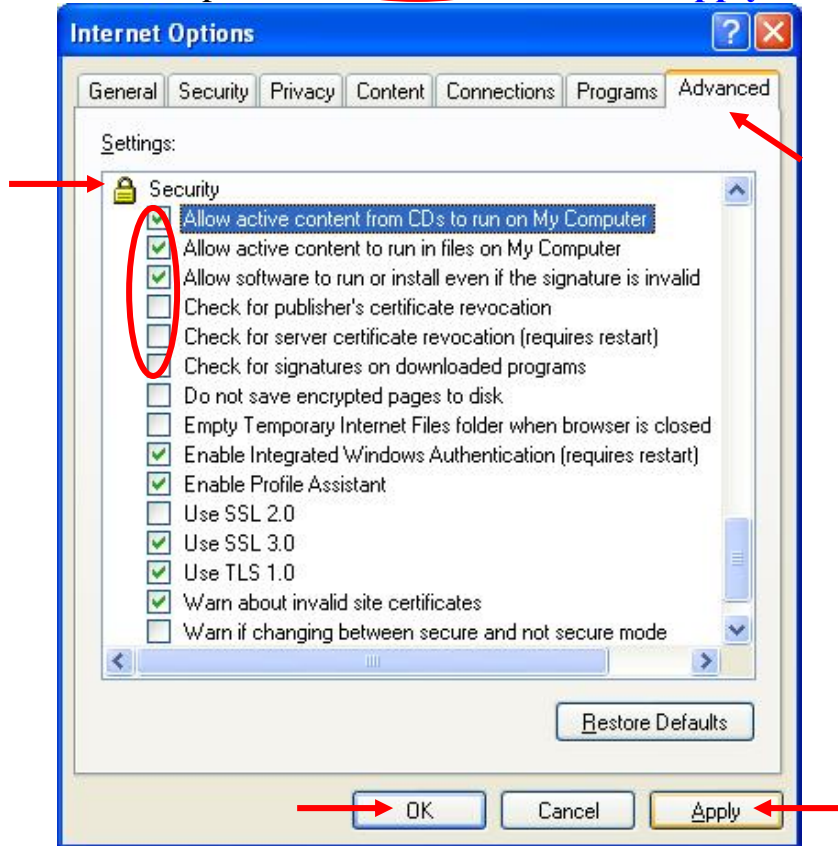 Apply
Internet Options
General Security Privacy Content Connections Programs Advanced
Settings:
Security
Allow active content from CDs to run on My Computer
Allow active content to run in files on My Computer
Allow software to run or install even if the signature is invalid
Check for publisher's certificate revocation
Check for server certificate revocation (requires restart)
Check for signatures on downloaded programs
Do not save encrypted pages to disk
Empty Temporary Internet Files folder when browser is closed
Enable Integrated Windows Authentication (requires restart)
Enable Profile Assistant
Use SSL 2.0
Use SSL 3.0
Use TLS 1.0
Warn about invalid site certificates
Warn if changing between secure and not secure mode
Restore Defaults
OK Cancel Apply